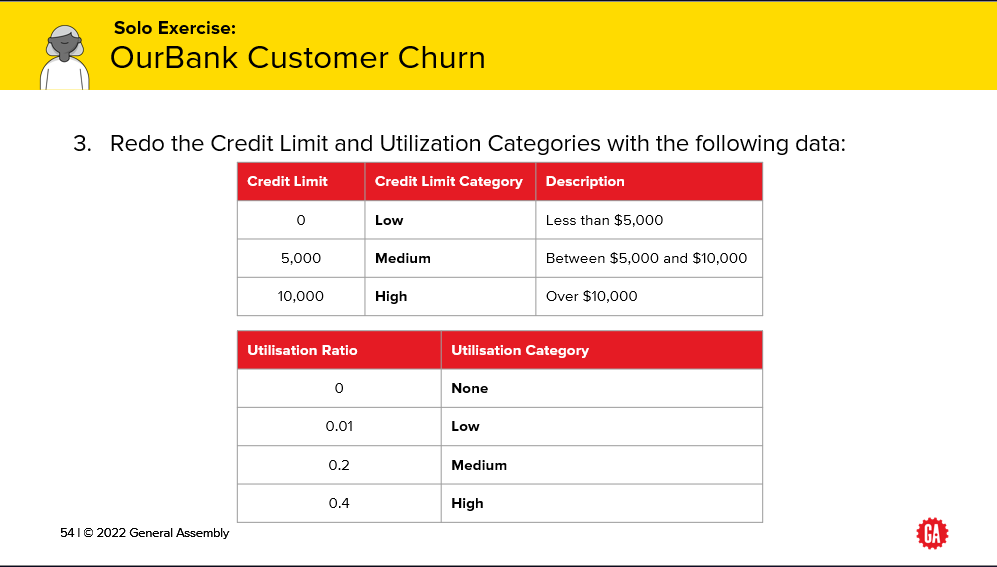 Solo Exercise:
OurBank Customer Churn
3. Redo the Credit Limit and Utilization Categories with the following data:
Credit Limit Credit Limit Category Description
0 Low Less than $5,000
5,000 Medium Between $5,000 and $10,000
10,000 High Over $10,000
Utilisation Ratio Utilisation Category
0 None
0.01 Low
0.2 Medium
0.4 High
54 | © 2022 General Assembly
GA